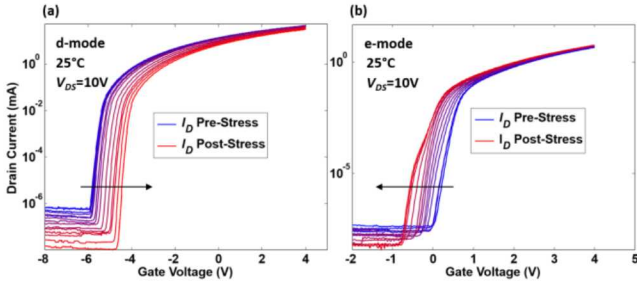 (a)
d-mode
25°C
V_DS=10V
I_D Pre-Stress
I_D Post-Stress
Drain Current (mA)
10^0
10^-2
10^-4
10^-6
-8 -6 -4 -2 0 2 4
Gate Voltage (V)
(b)
e-mode
25°C
V_DS=10V
I_D Pre-Stress
I_D Post-Stress
10^0
10^-5
-2 -1 0 1 2 3 4 5
Gate Voltage (V)